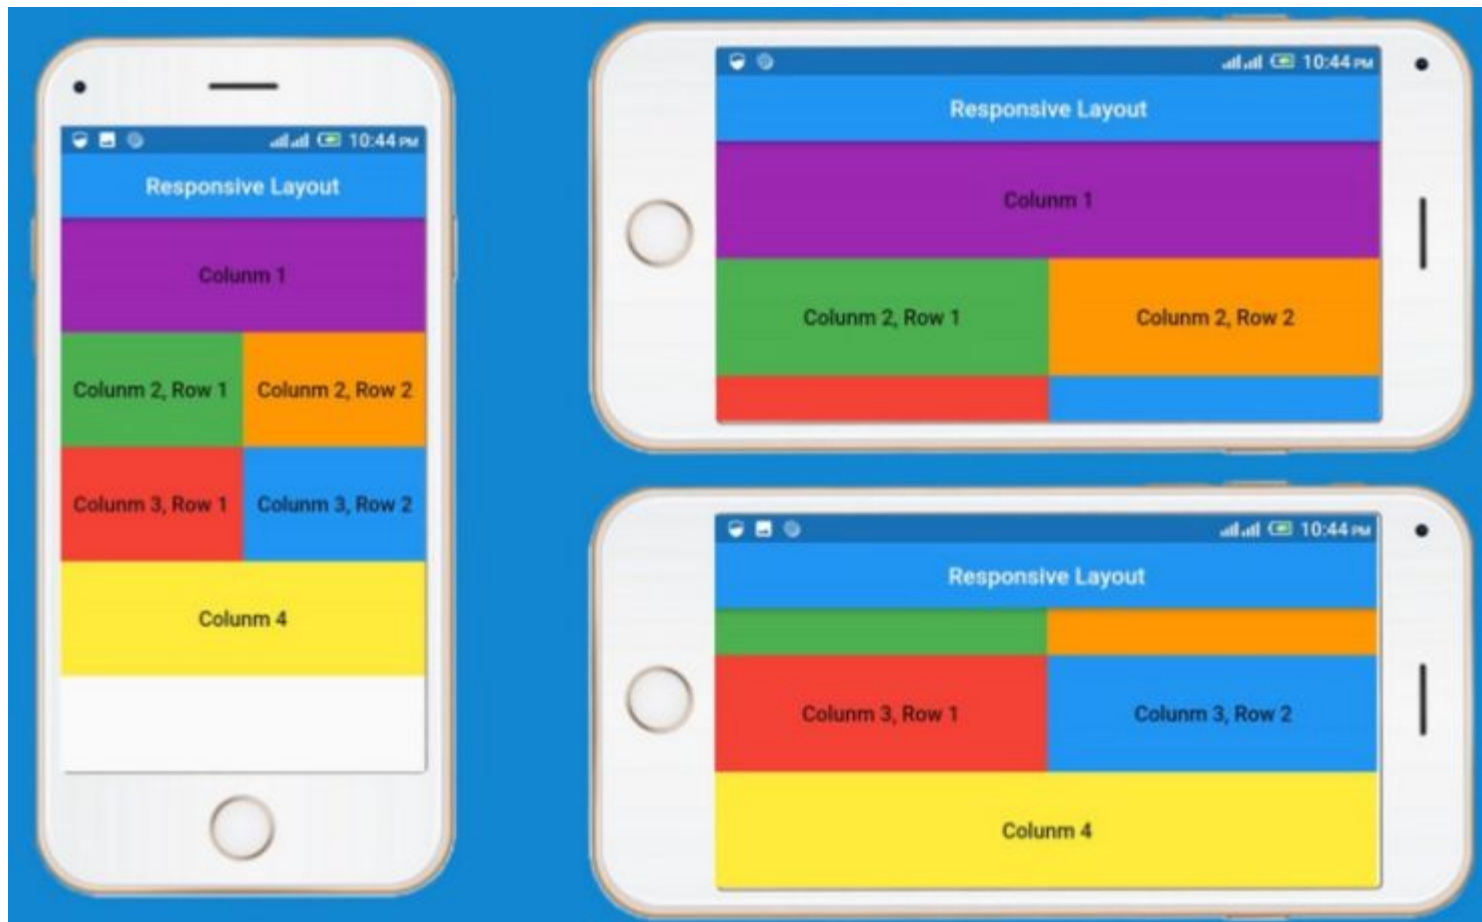 10:44 PM
Responsive Layout
Colunm 1
Colunm 2, Row 1 Colunm 2, Row 2
Colunm 3, Row 1 Colunm 3, Row 2
Colunm 4
10:44 PM
Responsive Layout
Colunm 1
Colunm 2, Row 1 Colunm 2, Row 2
10:44 PM
Responsive Layout
Colunm 3, Row 1 Colunm 3, Row 2
Colunm 4